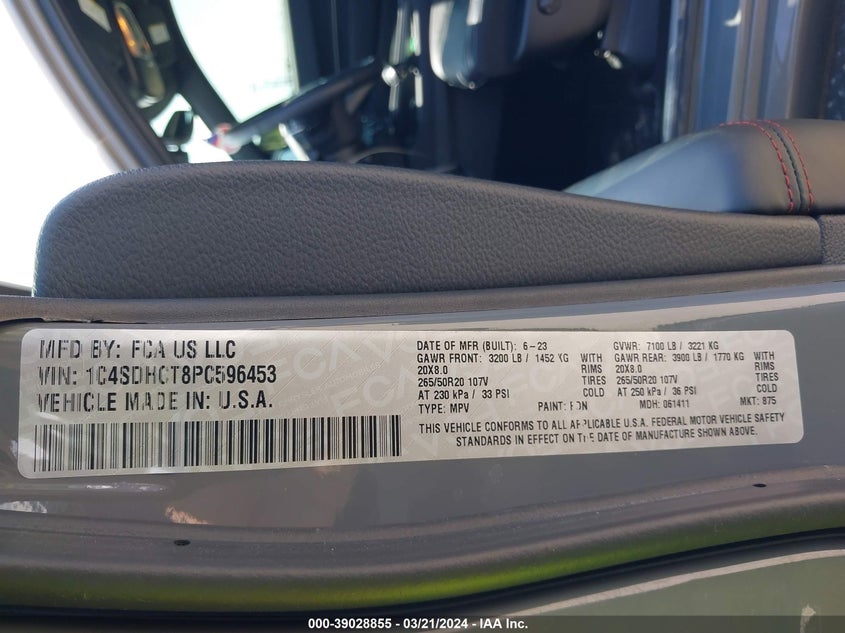 MFD BY: FCA US LLC
VIN: 1C4SDHCT8PC596453
VEHICLE MADE IN: U.S.A.
DATE OF MFR (BUILT): 6-23 GVWR: 7100 LB / 3221 KG
GAWR FRONT: 3200 LB / 1452 KG GAWR REAR: 3900 LB / 1770 KG
20X8.0 RIMS 20X8.0 RIMS
265/50R20 107V TIRES 265/50R20 107V TIRES
AT 230 kPa / 33 PSI COLD AT 250 kPa / 36 PSI COLD
TYPE: MPV PAINT: MDH: 061411 MKT: 875
THIS VEHICLE CONFORMS TO ALL APPLICABLE U.S.A. FEDERAL MOTOR VEHICLE SAFETY
STANDARDS IN EFFECT ON DATE OF MANUFACTURE SHOWN ABOVE.
000-39028855 - 03/21/2024 - IAA Inc.